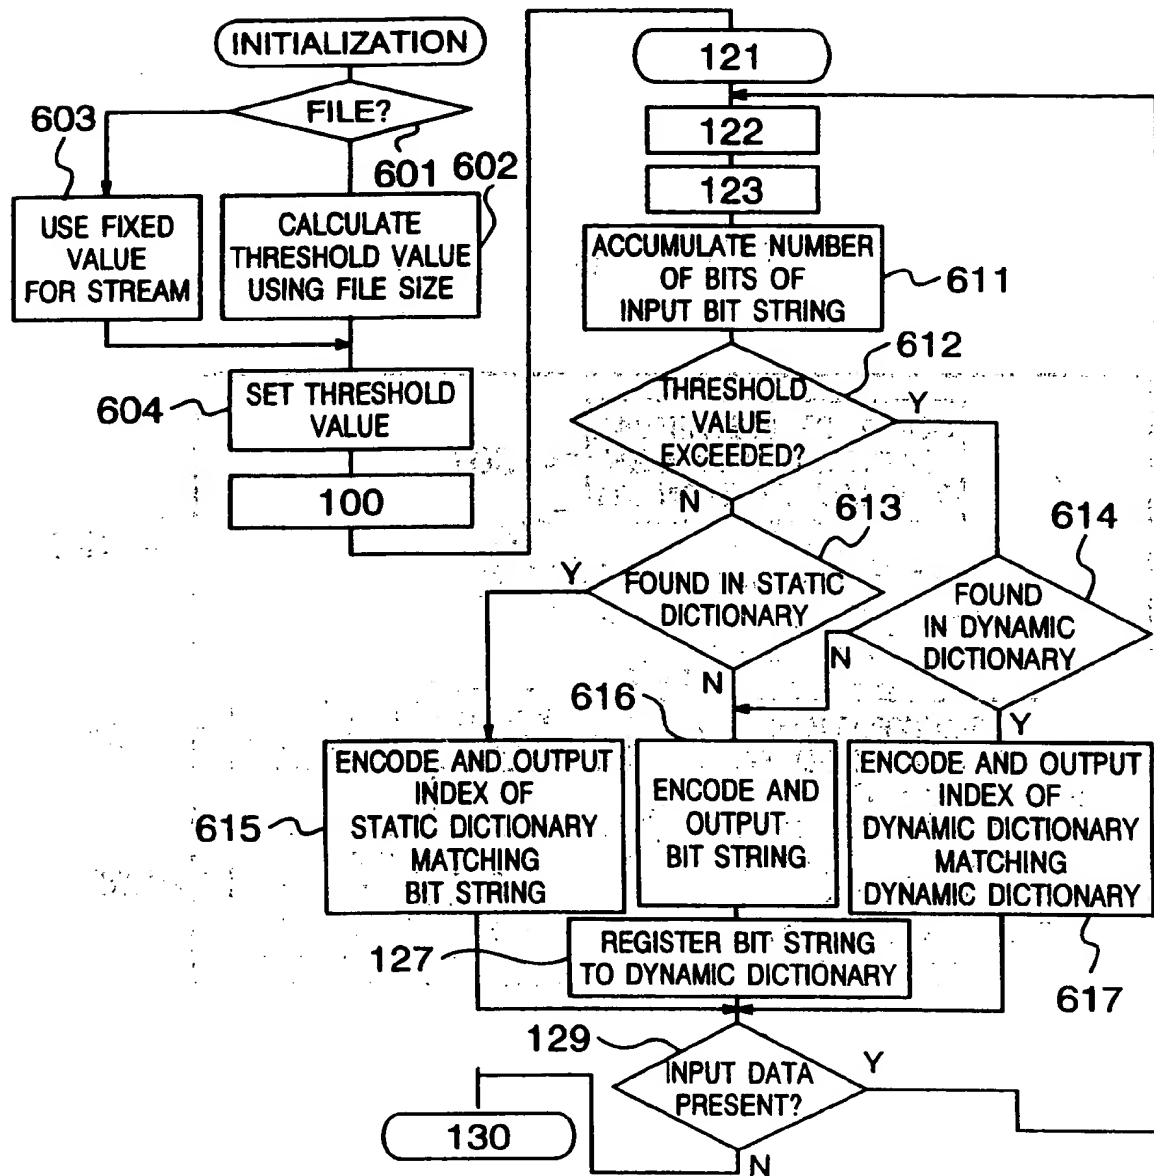 INITIALIZATION
FILE?
601
603
USE FIXED
VALUE
FOR STREAM
602
CALCULATE
THRESHOLD VALUE
USING FILE SIZE
604
SET THRESHOLD
VALUE
100
121
122
123
ACCUMULATE NUMBER
OF BITS OF
INPUT BIT STRING
611
612
THRESHOLD
VALUE
EXCEEDED?
Y
N
613
FOUND IN STATIC
DICTIONARY
Y
N
614
FOUND
IN DYNAMIC
DICTIONARY
N
Y
615
ENCODE AND OUTPUT
INDEX OF
STATIC DICTIONARY
MATCHING
BIT STRING
616
ENCODE AND
OUTPUT
BIT STRING
ENCODE AND OUTPUT
INDEX OF
DYNAMIC DICTIONARY
MATCHING
DYNAMIC DICTIONARY
617
127
REGISTER BIT STRING
TO DYNAMIC DICTIONARY
129
INPUT DATA
PRESENT?
Y
N
130